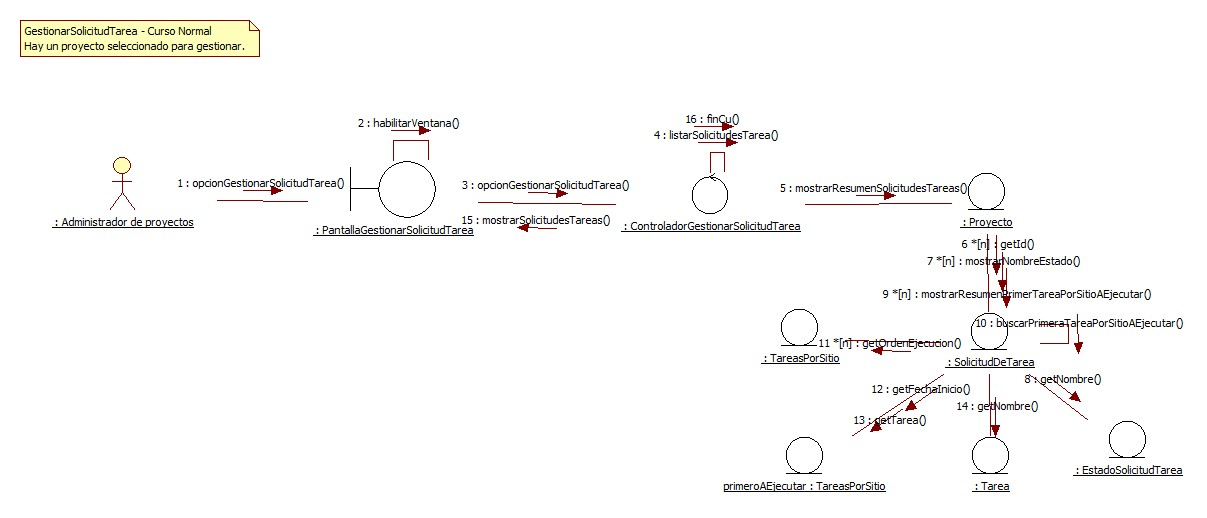 GestionarSolicitudTarea - Curso Normal
Hay un proyecto seleccionado para gestionar.
16 : finCu()
2 : habilitarVentana()
4 : listarSolicitudesTarea()
1 : opcionGestionarSolicitudTarea()
3 : opcionGestionarSolicitudTarea()
5 : mostrarResumenSolicitudesTareas()
15 : mostrarSolicitudesTareas()
: Administrador de proyectos
: PantallaGestionarSolicitudTarea
: ControladorGestionarSolicitudTarea
: Proyecto
6 *[n] : getId()
7 *[n] : mostrarNombreEstado()
9 *[n] : mostrarResumenPrimerTareaPorSitioAEjecutar()
10 : buscarPrimeraTareaPorSitioAEjecutar()
11 *[n] : getOrdenEjecucion()
: TareasPorSitio
: SolicitudDeTarea
8 : getNombre()
12 : getFechaInicio()
14 : getNombre()
13 : getTarea()
: EstadoSolicitudTarea
primeroAEjecutar : TareasPorSitio
: Tarea